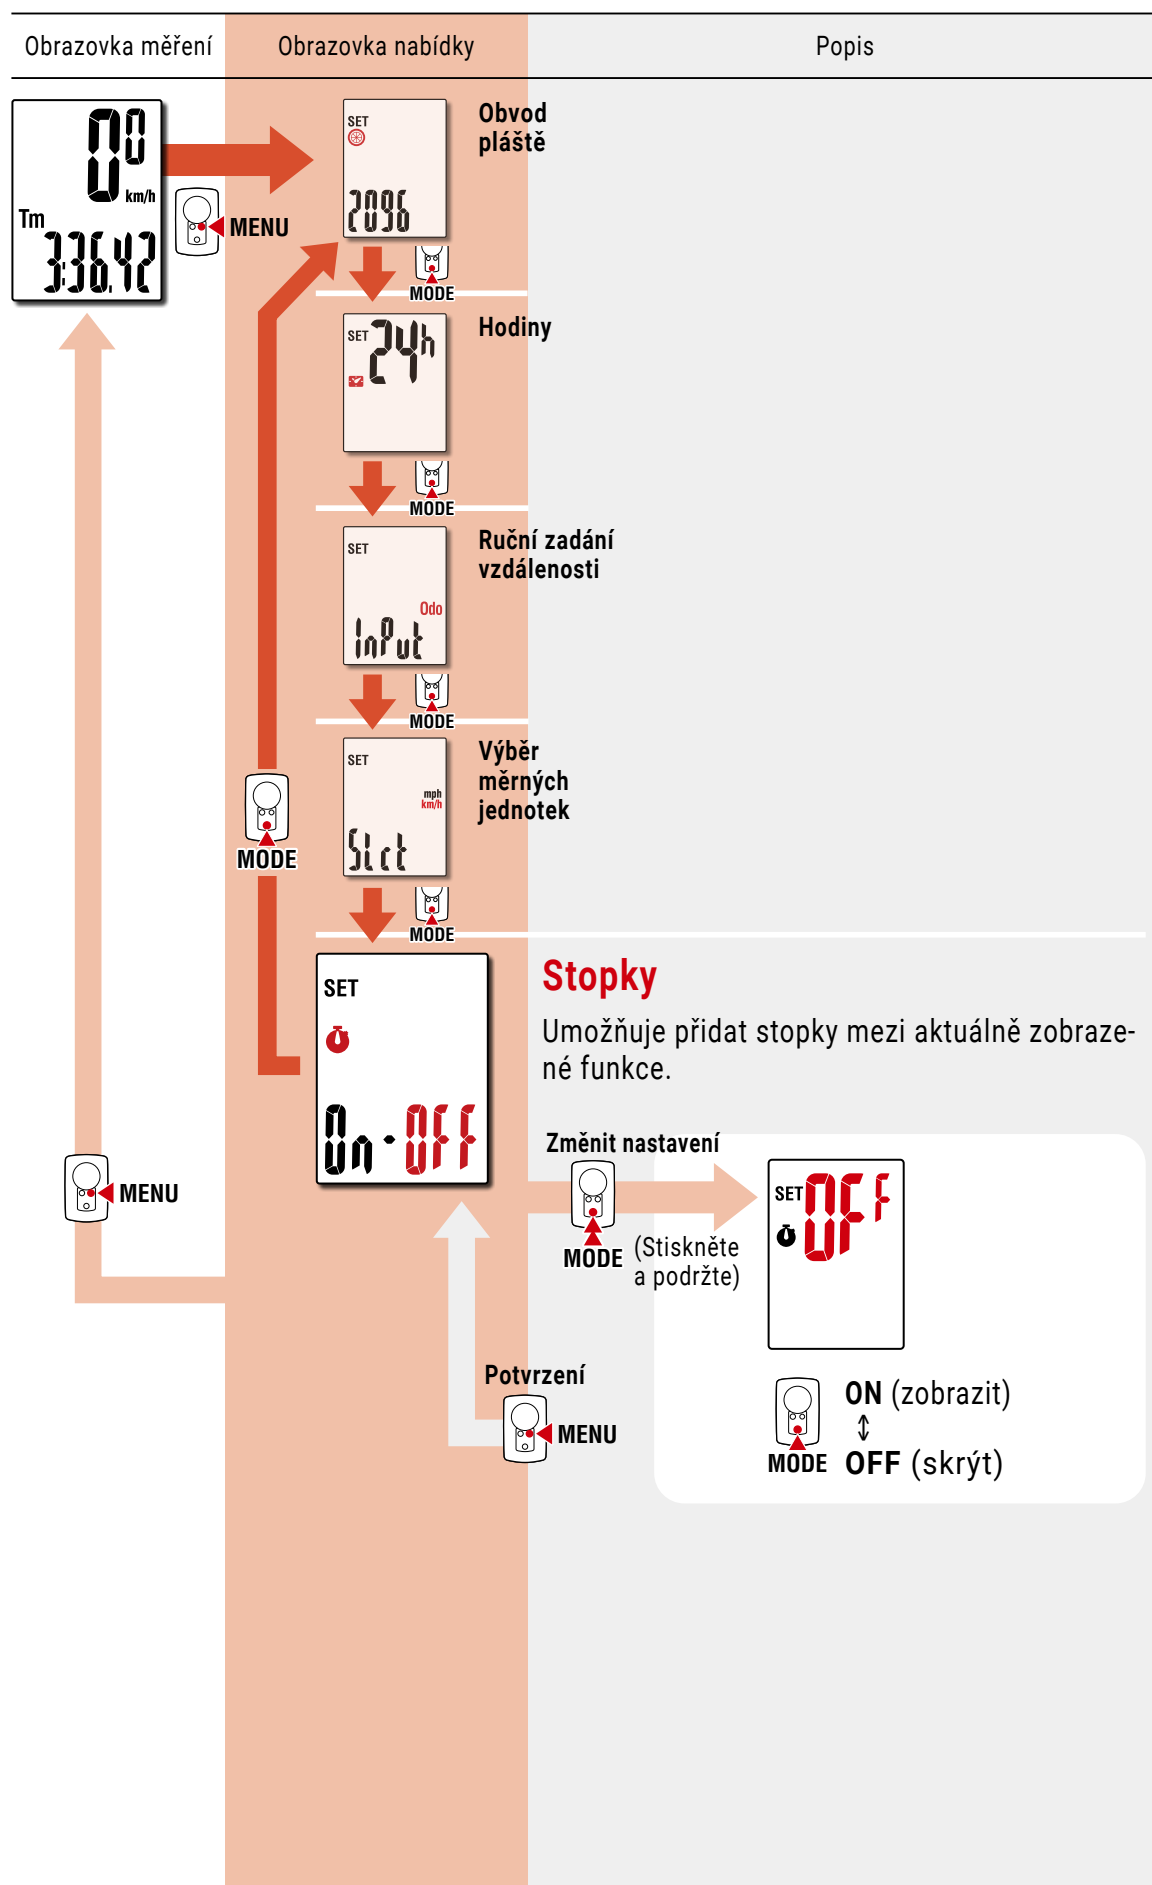 Obrazovka měření
Obrazovka nabídky
Popis
0⁰
km/h
Tm
3:36.42
MENU
SET
2096
Obvod
pláště
MODE
SET
24h
Hodiny
MODE
SET
Odo
InPut
Ruční zadání
vzdálenosti
MODE
SET
mph
km/h
Slct
Výběr
měrných
jednotek
MODE
MODE
SET
On-OFF
Stopky
Umožňuje přidat stopky mezi aktuálně zobraze-
né funkce.
Změnit nastavení
MODE
(Stiskněte
a podržte)
SET
OFF
MENU
Potvrzení
MENU
MODE
ON (zobrazit)
↕
OFF (skrýt)